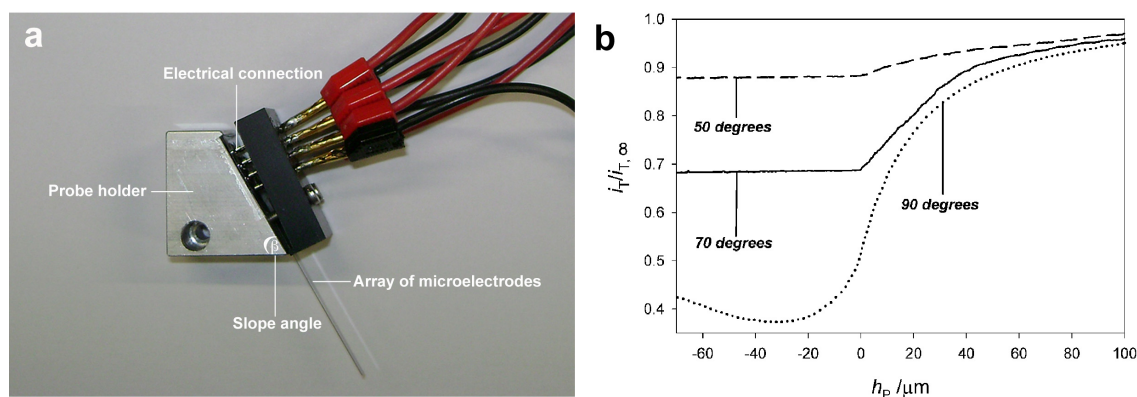 a
Electrical connection
Probe holder
β
Array of microelectrodes
Slope angle
b
1.0
0.9
0.8
0.7
0.6
0.5
0.4
iT/iT, ∞
50 degrees
70 degrees
90 degrees
-60 -40 -20 0 20 40 60 80 100
hP /μm